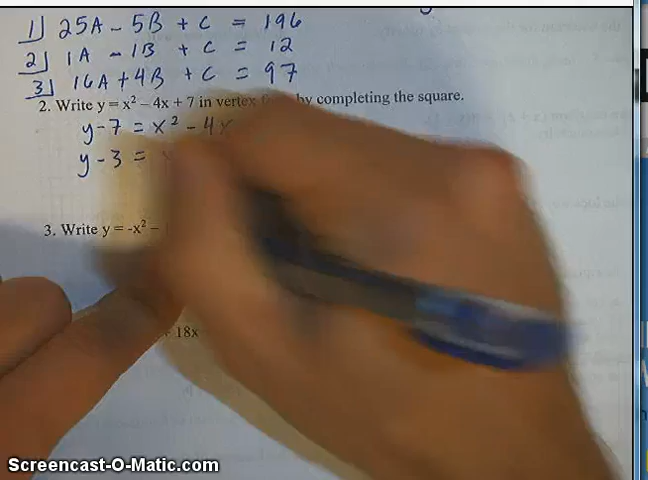 1) 25A - 5B + C = 196
2) 1A - 1B + C = 12
3) 16A + 4B + C = 97
2. Write y = x² – 4x + 7 in vertex by completing the square.
y - 7 = x² - 4x
y - 3 =
3. Write y = -x² –
18x
Screencast-O-Matic.com